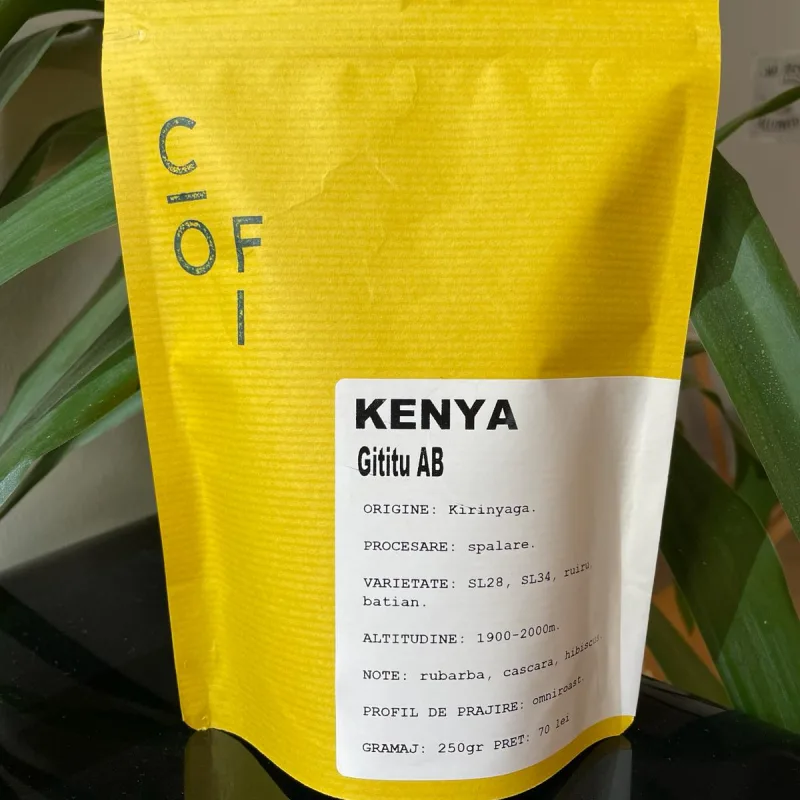 C
O F
I
KENYA
Gititu AB
ORIGINE: Kirinyaga.
PROCESARE: spalare.
VARIETATE: SL28, SL34, ruiru,
batian.
ALTITUDINE: 1900-2000m.
NOTE: rubarba, cascara, hibiscus.
PROFIL DE PRAJIRE: omniroast.
GRAMAJ: 250gr PRET: 70 lei